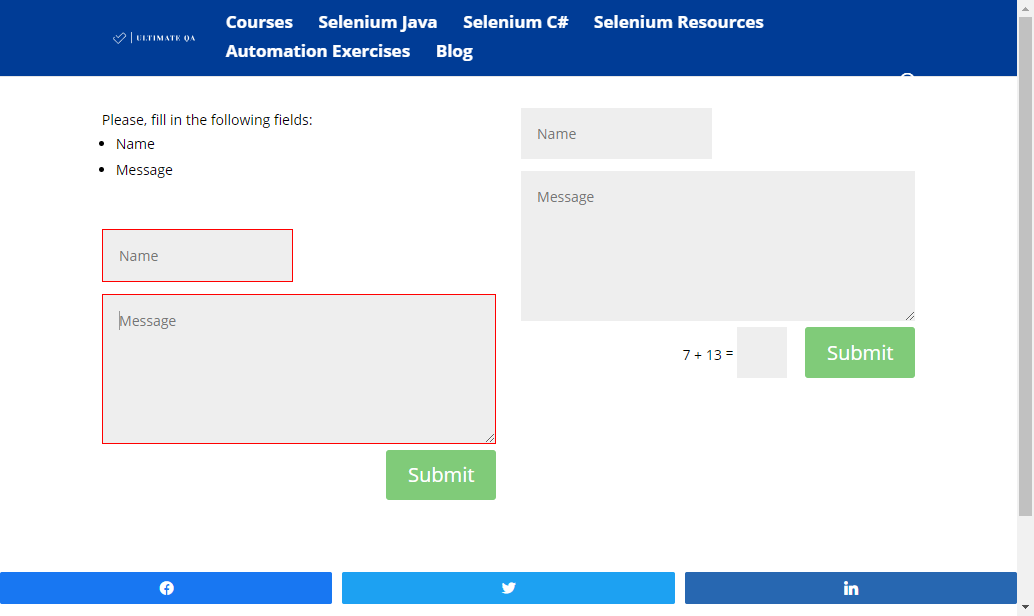 ULTIMATE QA
Courses Selenium Java Selenium C# Selenium Resources
Automation Exercises Blog
Please, fill in the following fields:
Name
Message
Name
Message
Submit
Name
Message
7 + 13 =
Submit
in